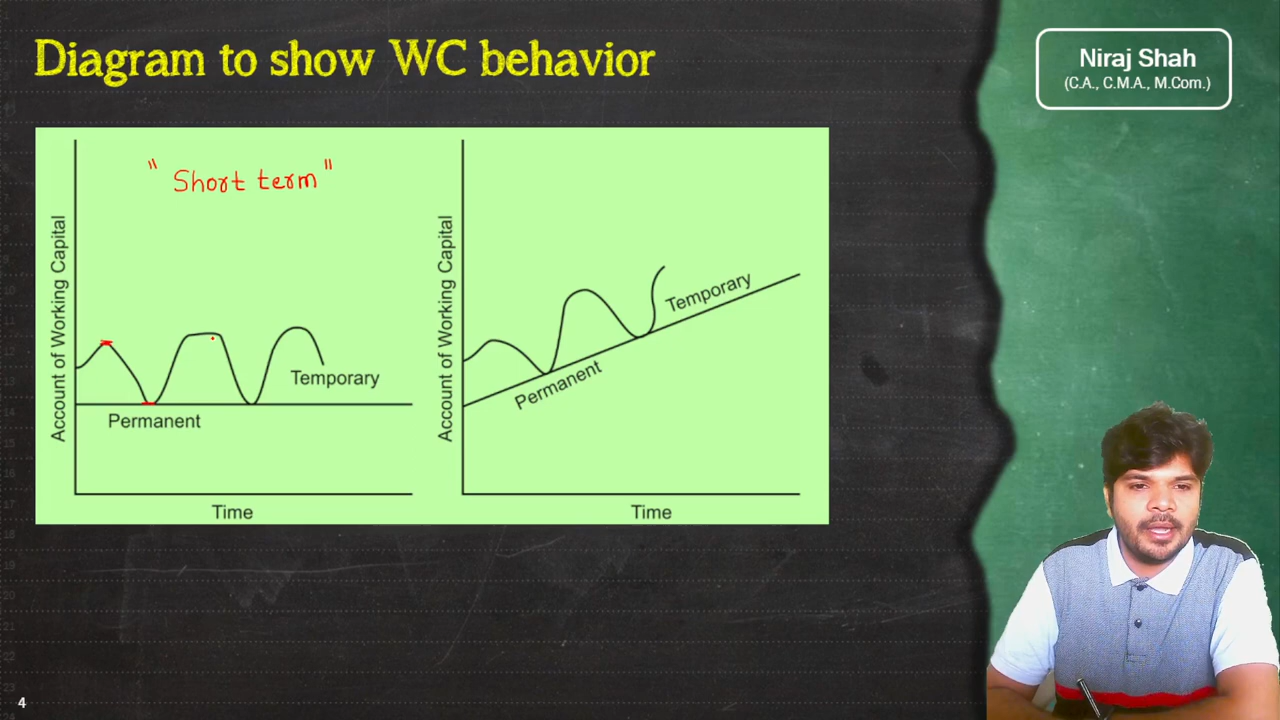 Diagram to show WC behavior
Niraj Shah
(C.A., C.M.A., M.Com.)
" Short term "
Account of Working Capital
Temporary
Permanent
Time
Account of Working Capital
Temporary
Permanent
Time
4